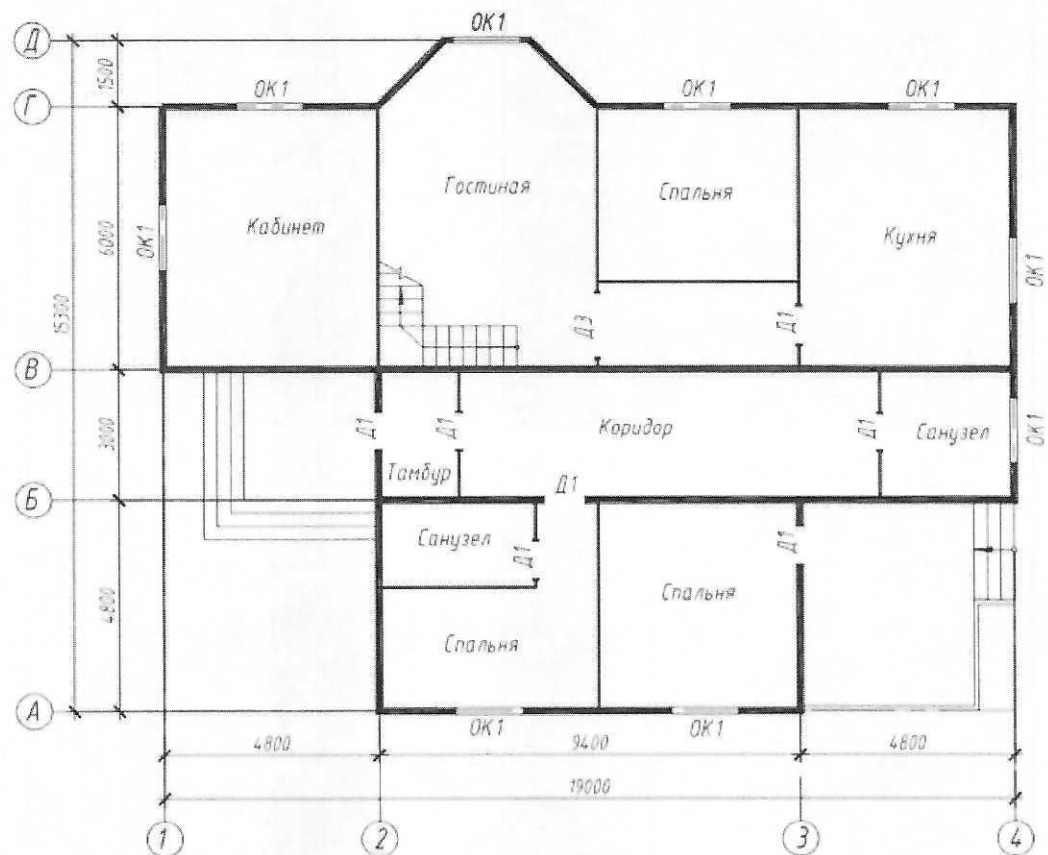 ОК1
Д
1500
Г
ОК1
ОК1
ОК1
Гостиная
Спальня
Кабинет
Кухня
ОК1
6000
15300
ОК1
Д3
Д1
В
3000
Д1
Д1
Коридор
Д1
Санузел
ОК1
Тамбур
Б
Д1
Санузел
Д1
Д1
4800
Спальня
Спальня
А
ОК1
ОК1
4800
9400
4800
19000
1
2
3
4